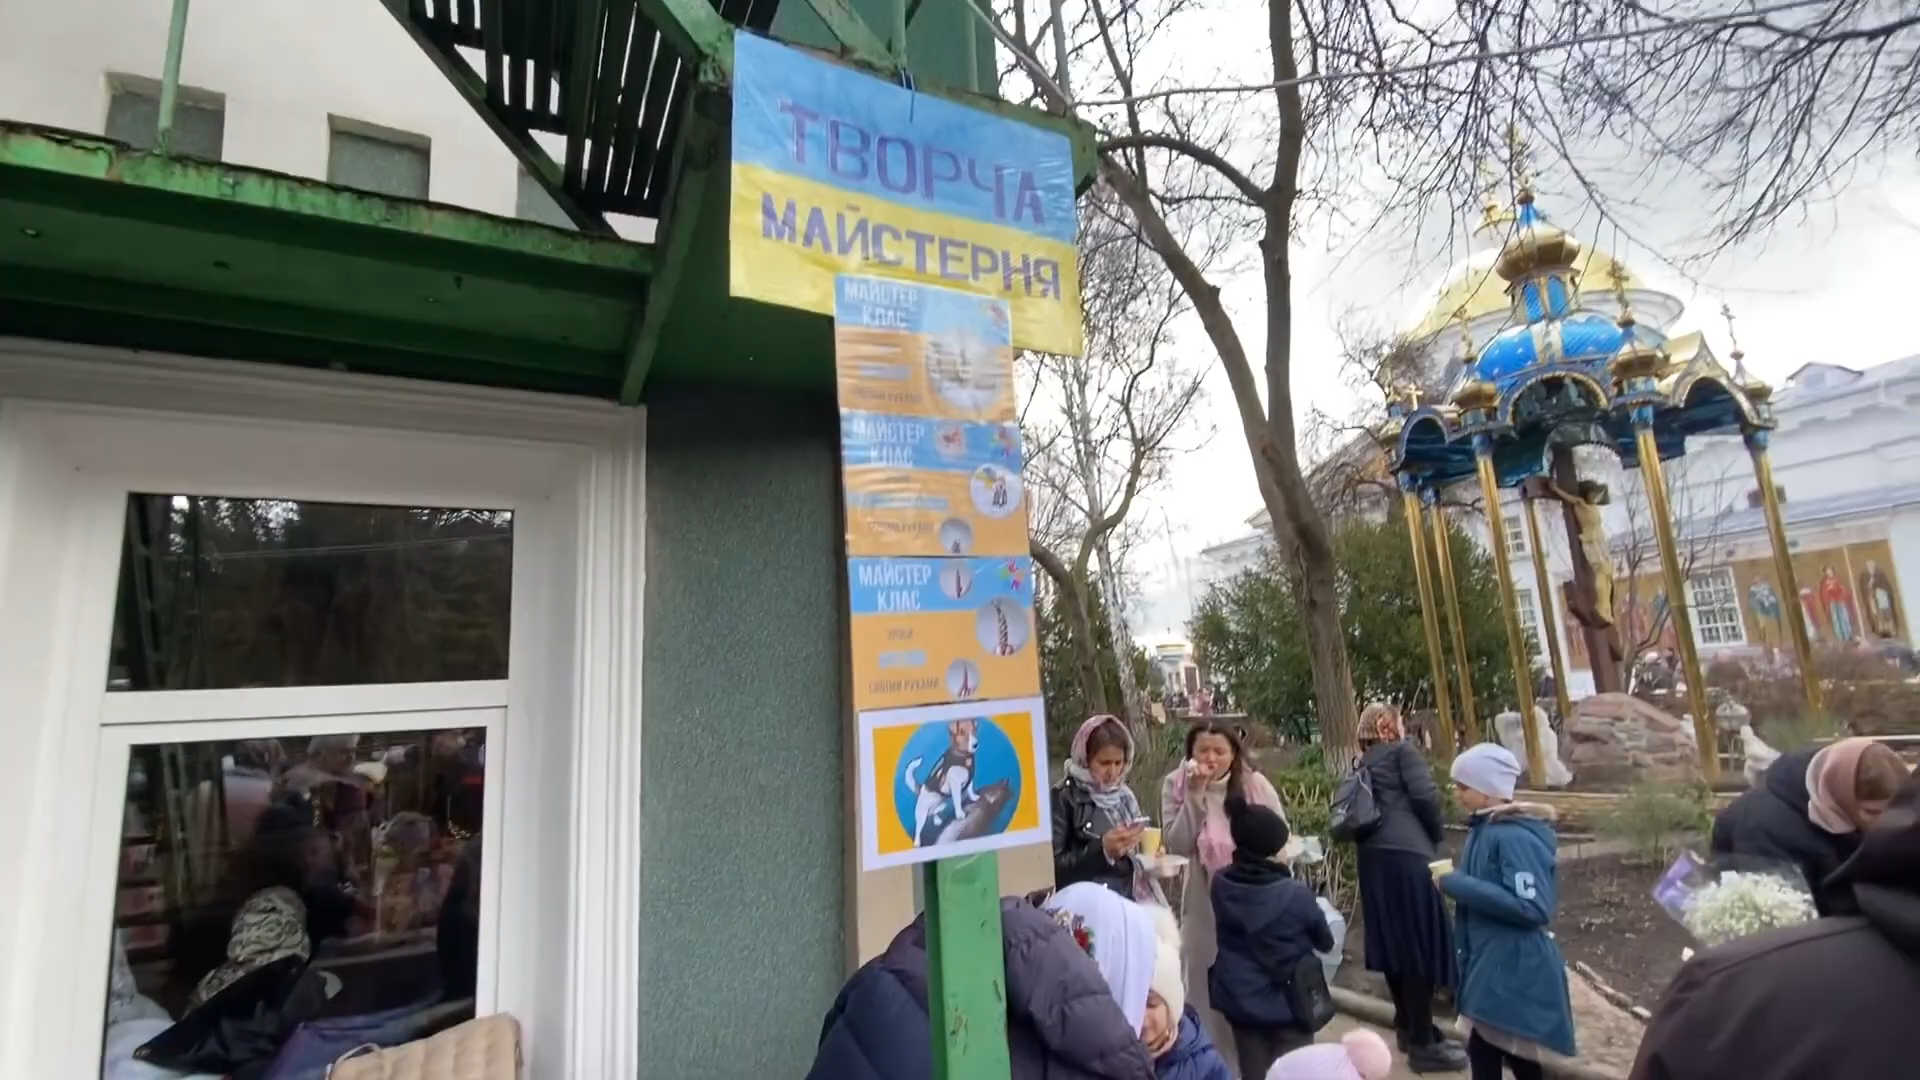 ТВОРЧА
МАЙСТЕРНЯ
МАЙСТЕР
КЛАС
СВОЇМИ РУКАМИ
МАЙСТЕР
КЛАС
СВОЇМИ РУКАМИ
МАЙСТЕР
КЛАС
СВОЇМИ РУКАМИ
C